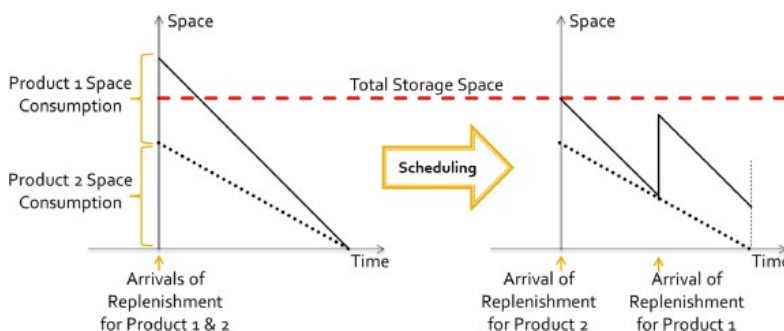 Space
Product 1 Space
Consumption
Product 2 Space
Consumption
Time
Arrivals of
Replenishment
for Product 1 & 2
Total Storage Space
Scheduling
Space
Time
Arrival of
Replenishment
for Product 2
Arrival of
Replenishment
for Product 1